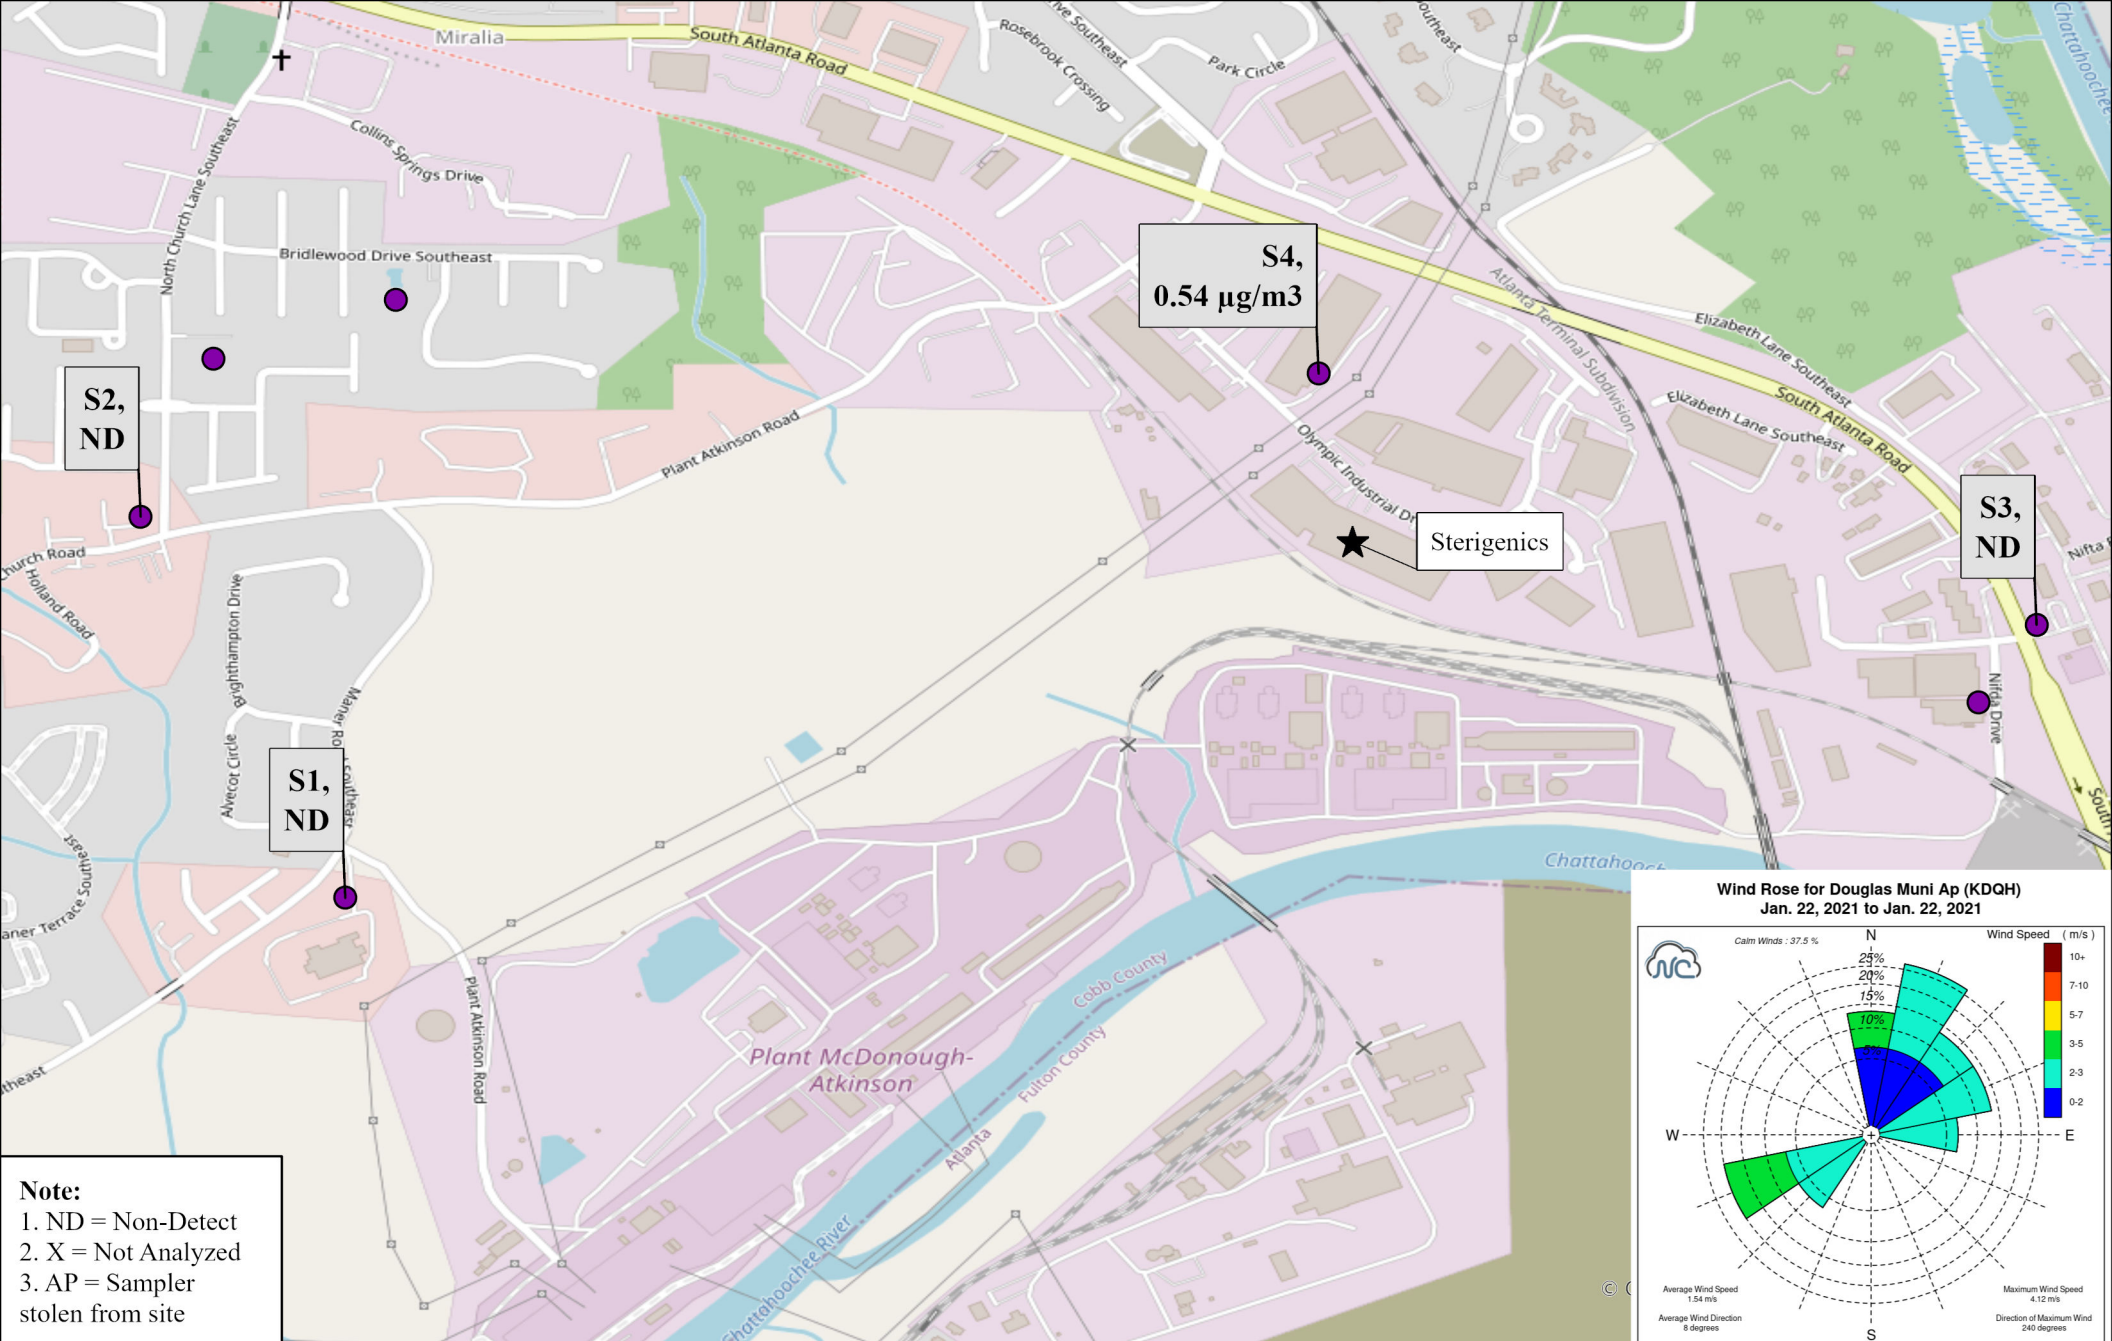 Miralia
South Atlanta Road
Rosebrook Crossing
Park Circle
Collins Springs Drive
North Church Lane Southeast
Bridlewood Drive Southeast
S4,
0.54 µg/m3
Atlanta Terminal Subdivision
Elizabeth Lane Southeast
Elizabeth Lane Southeast
South Atlanta Road
S2,
ND
Plant Atkinson Road
Olympic Industrial Dr
Sterigenics
S3,
ND
Church Road
Holland Road
Brighthampton Drive
Alvecot Circle
Nifda Drive
S1,
ND
Plant Atkinson Road
Plant McDonough-
Atkinson
Cobb County
Fulton County
Atlanta
Chattahoochee River
Wind Rose for Douglas Muni Ap (KDQH)
Jan. 22, 2021 to Jan. 22, 2021
Calm Winds : 37.5 %
N
Wind Speed ( m/s )
25%
20%
15%
10%
5%
10+
7-10
5-7
3-5
2-3
0-2
NC
W
E
S
Average Wind Speed
1.54 m/s
Average Wind Direction
8 degrees
Maximum Wind Speed
4.12 m/s
Direction of Maximum Wind
240 degrees
Note:
1. ND = Non-Detect
2. X = Not Analyzed
3. AP = Sampler
stolen from site